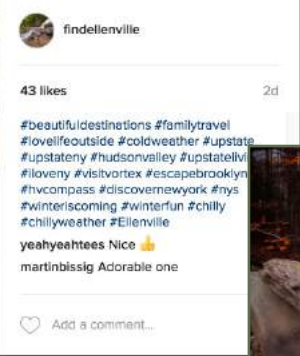 findellenville
43 likes 2d
#beautifuldestinations #familytravel
#lovelifeoutside #coldweather #upstate
#upstateny #hudsonvalley #upstatelivi
#iloveny #visitvortex #escapebrooklyn
#hvcompass #discovernewyork #nys
#winteriscoming #winterfun #chilly
#chillyweather #Ellenville
yeahyeahtees Nice 👍
martinbissig Adorable one
Add a comment...